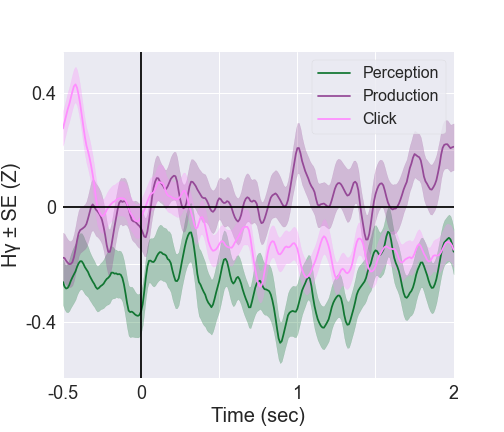 Perception
Production
Click
0.4
0
-0.4
Hγ ± SE (Z)
-0.5 0 1 2
Time (sec)